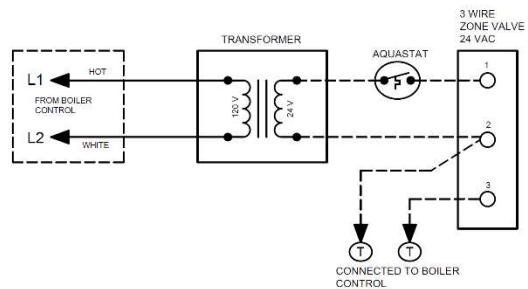 3 WIRE
ZONE VALVE
24 VAC
TRANSFORMER
AQUASTAT
L1
HOT
1
FROM BOILER
CONTROL
120 V
24 V
L2
WHITE
2
3
T
T
CONNECTED TO BOILER
CONTROL